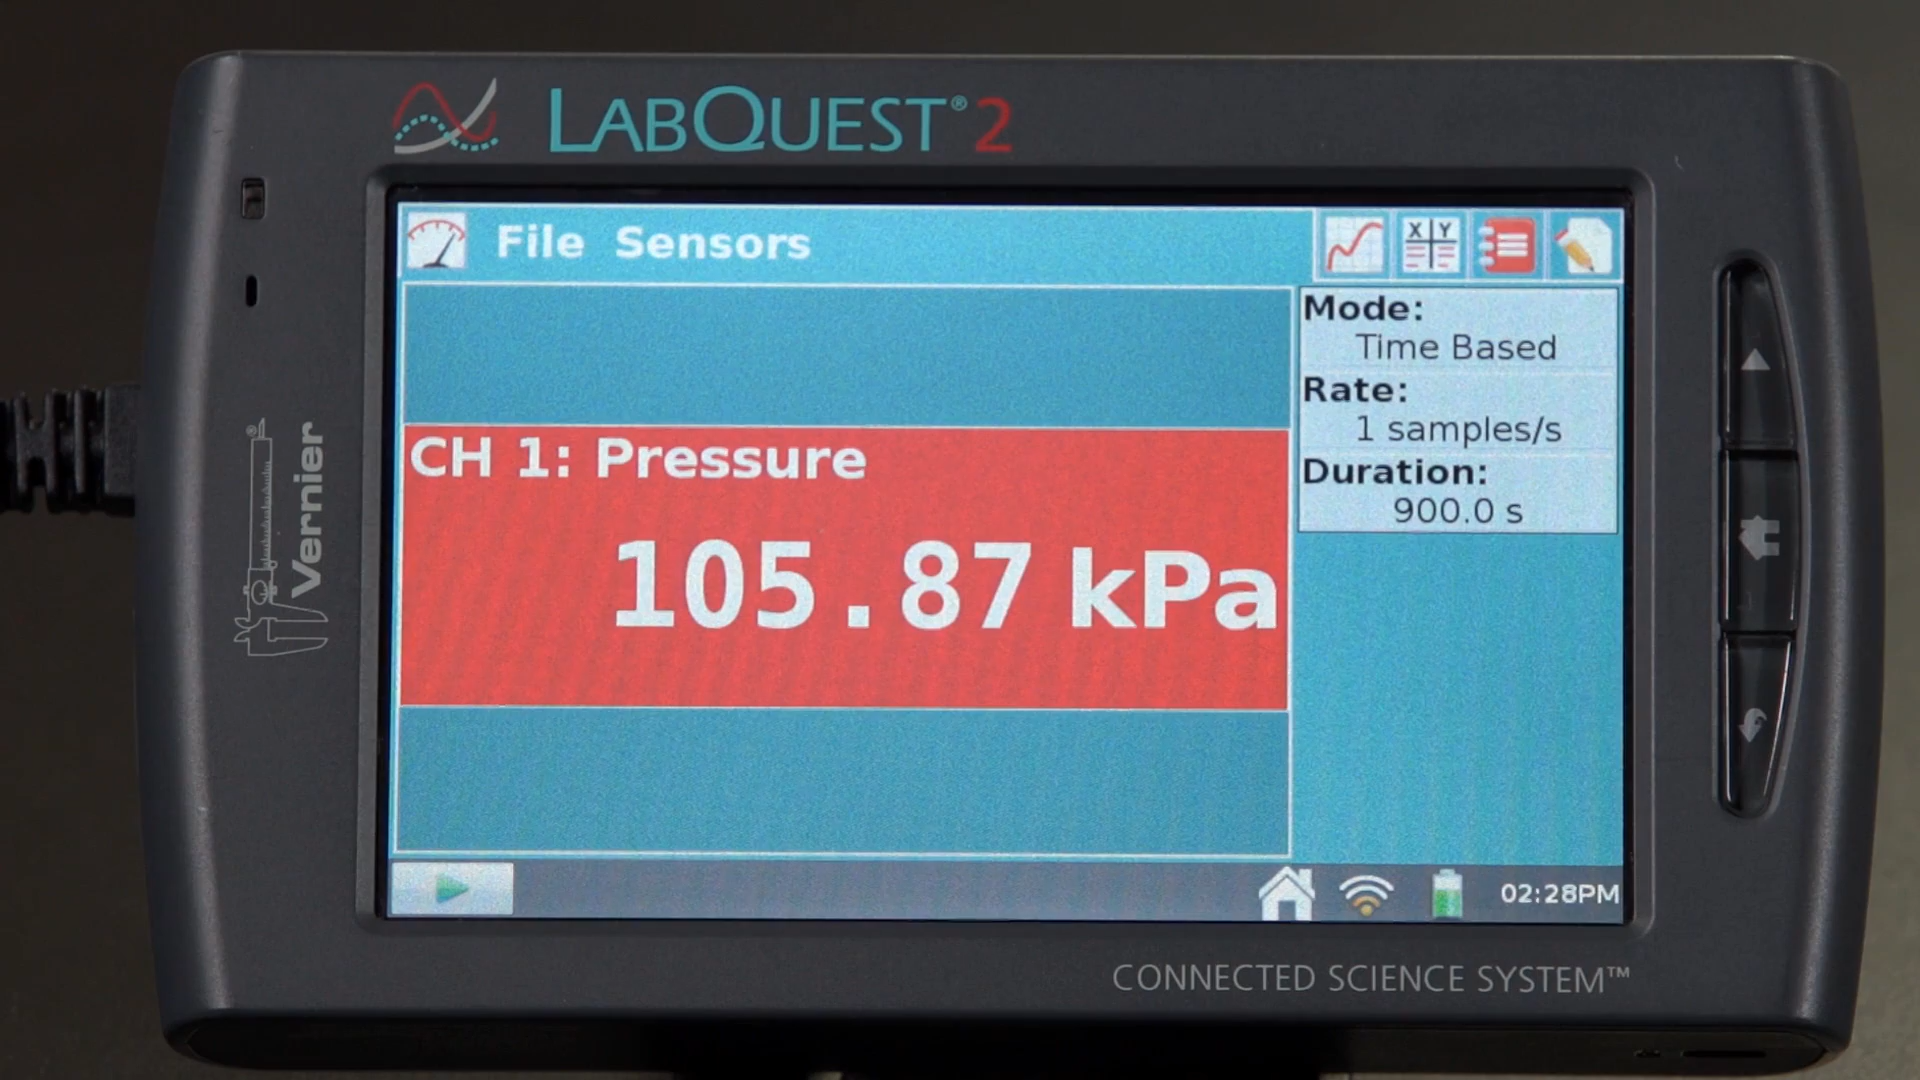 LABQUEST® 2
File Sensors
X Y
Mode:
Time Based
Rate:
1 samples/s
Duration:
900.0 s
CH 1: Pressure
105.87 kPa
Vernier
®
02:28PM
CONNECTED SCIENCE SYSTEM™